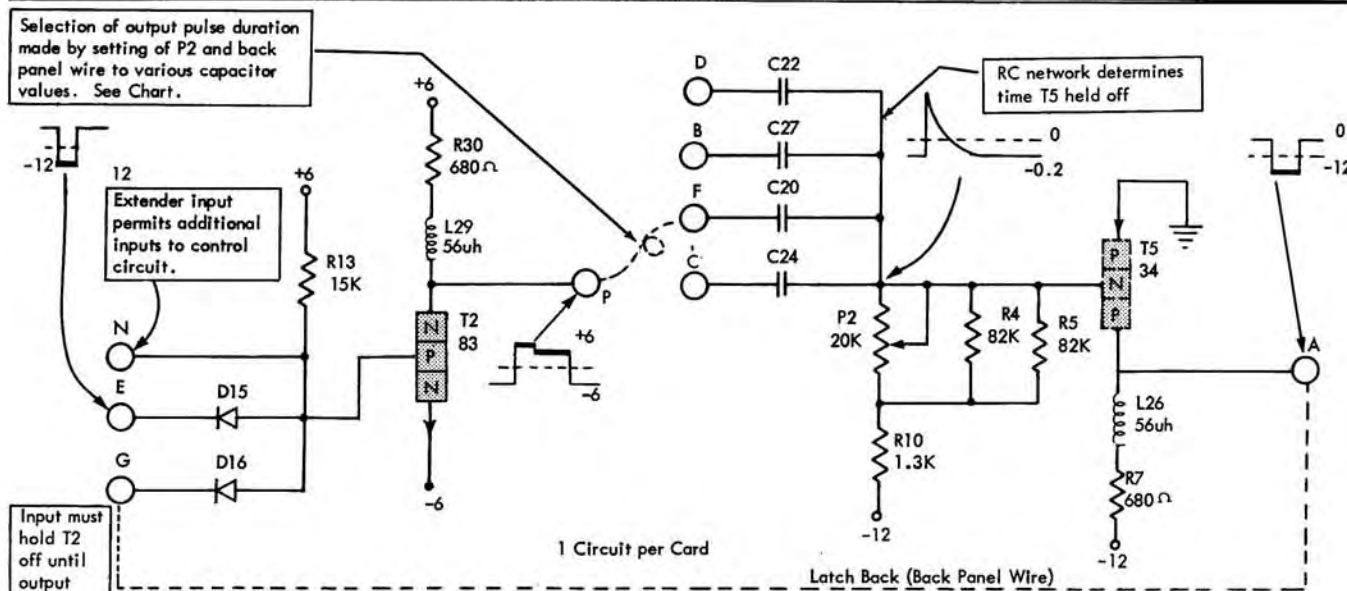 Selection of output pulse duration
made by setting of P2 and back
panel wire to various capacitor
values. See Chart.
-12
12
Extender input
permits additional
inputs to control
circuit.
+6
R13
15K
N
E
D15
G
D16
Input must
hold T2
off until
output
+6
R30
680Ω
L29
56uh
N
P
N
T2
83
-6
P
+6
-6
D
C22
B
C27
F
C20
C
C24
RC network determines
time T5 held off
0
-0.2
P2
20K
R4
82K
R5
82K
R10
1.3K
-12
P
N
P
T5
34
0
-12
A
L26
56uh
R7
680Ω
-12
1 Circuit per Card
Latch Back (Back Panel Wire)